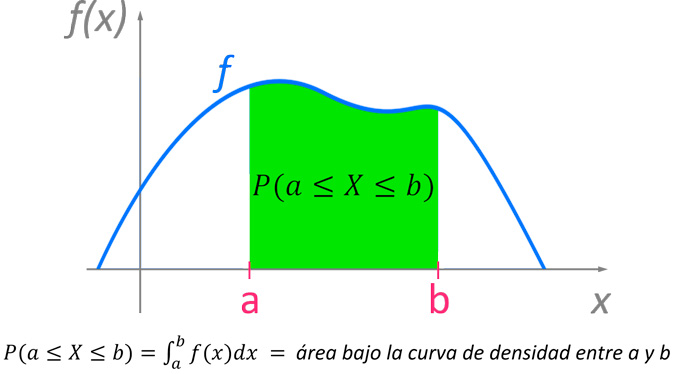 f(x)
f
P(a ≤ X ≤ b)
a
b
x
P(a ≤ X ≤ b) = ∫ₐᵇ f(x)dx = área bajo la curva de densidad entre a y b